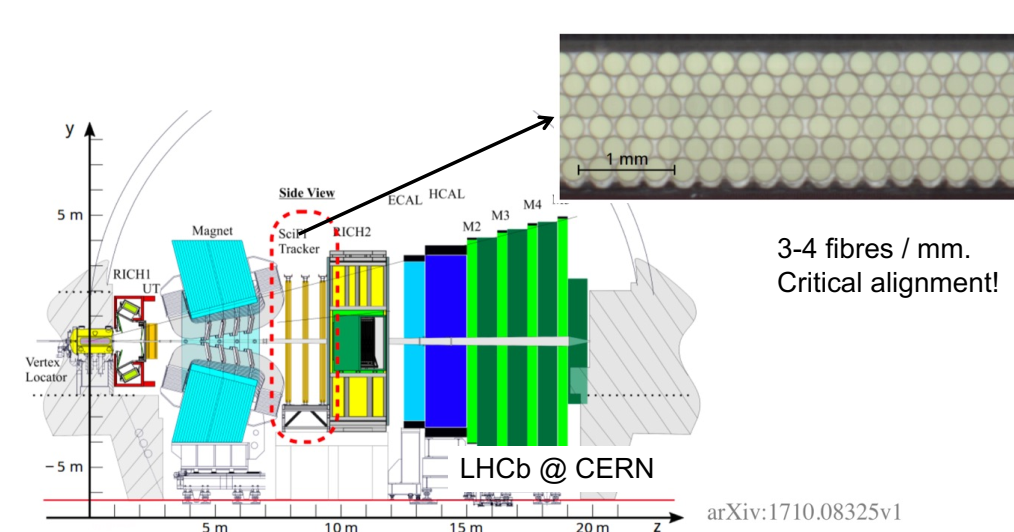 1 mm
y
5 m
Side View
ECAL HCAL
M4
M3
M2
Magnet
SciFi RICH2
Tracker
3-4 fibres / mm.
Critical alignment!
RICH1
UT
Vertex
Locator
- 5 m
LHCb @ CERN
5 m
10 m
15 m
20 m
z
arXiv:1710.08325v1